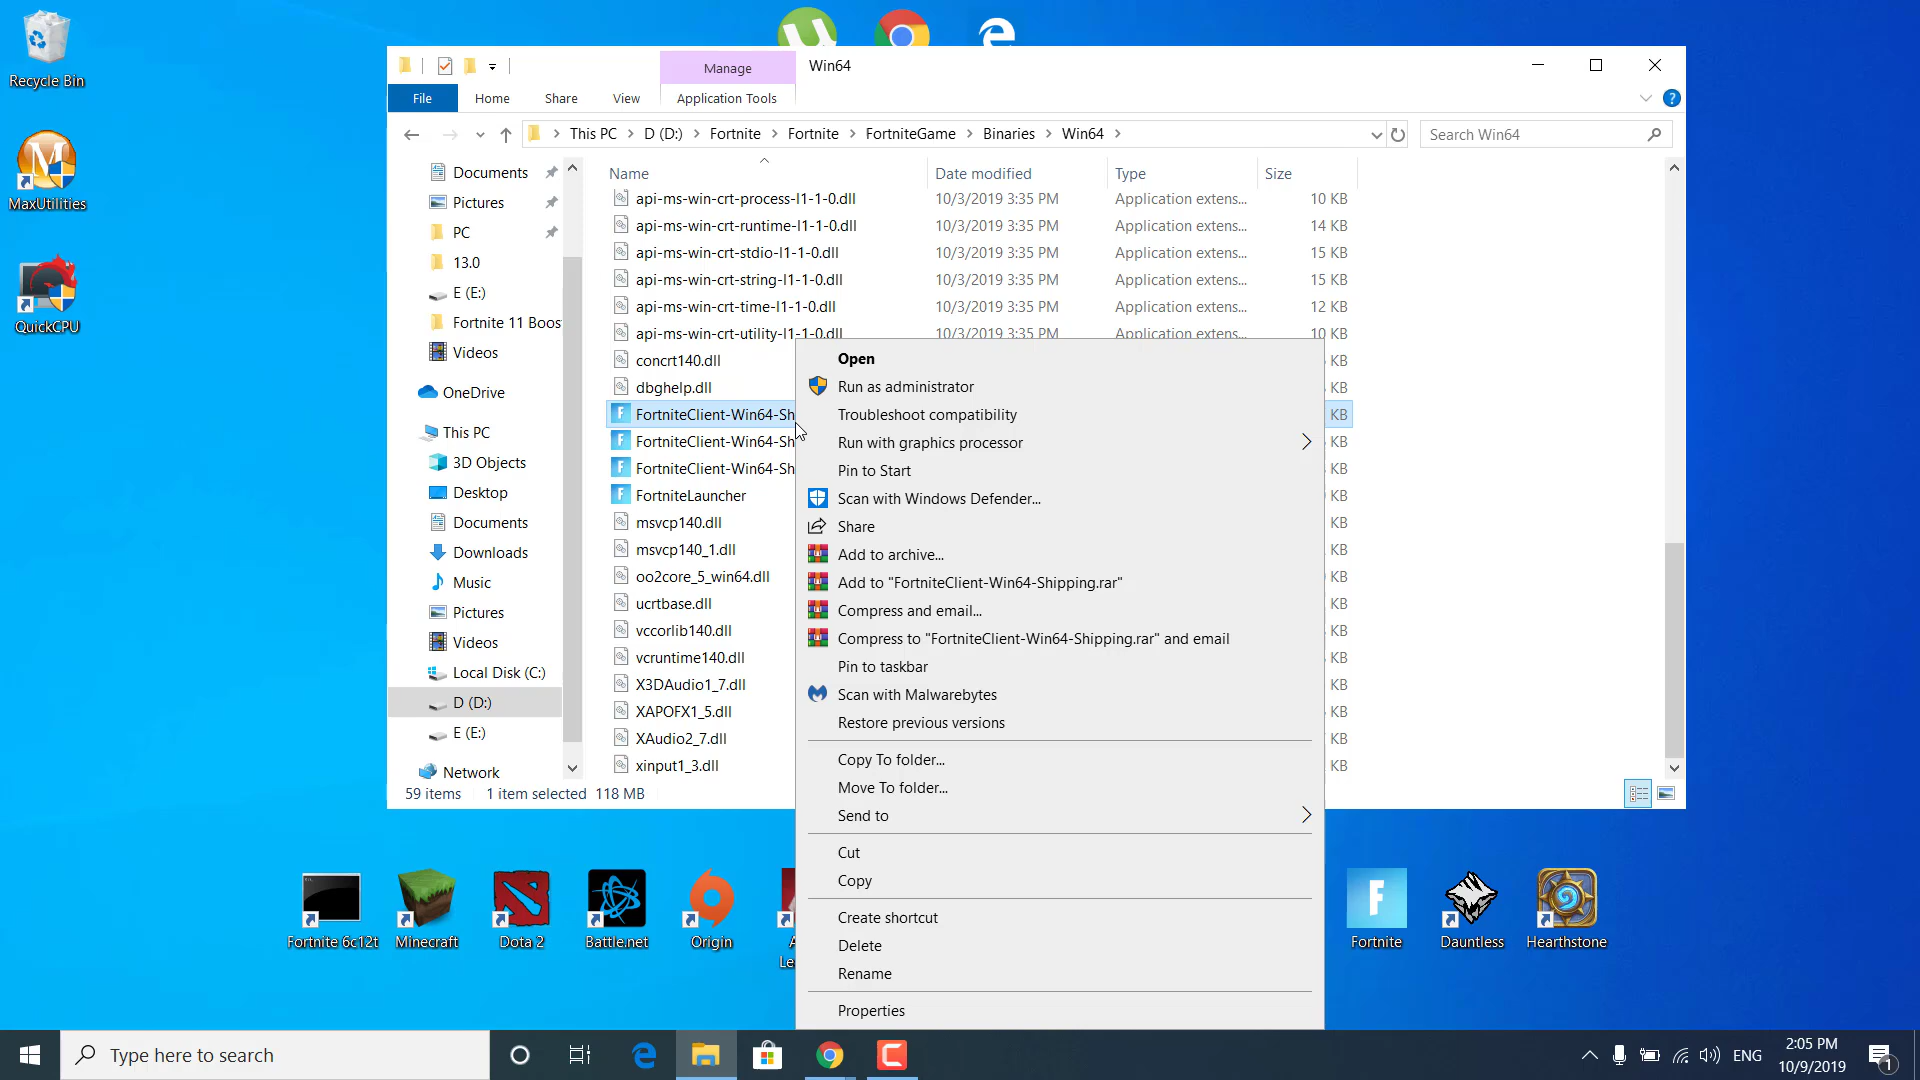 Recycle Bin
MaxUtilities
QuickCPU
Manage
Win64
File
Home
Share
View
Application Tools
This PC
D (D:)
Fortnite
Fortnite
FortniteGame
Binaries
Win64
Search Win64
Documents
Pictures
PC
13.0
E (E:)
Fortnite 11 Boos
Videos
OneDrive
This PC
3D Objects
Desktop
Documents
Downloads
Music
Pictures
Videos
Local Disk (C:)
D (D:)
E (E:)
Network
Name Date modified Type Size
api-ms-win-crt-process-l1-1-0.dll 10/3/2019 3:35 PM Application extens... 10 KB
api-ms-win-crt-runtime-l1-1-0.dll 10/3/2019 3:35 PM Application extens... 14 KB
api-ms-win-crt-stdio-l1-1-0.dll 10/3/2019 3:35 PM Application extens... 15 KB
api-ms-win-crt-string-l1-1-0.dll 10/3/2019 3:35 PM Application extens... 15 KB
api-ms-win-crt-time-l1-1-0.dll 10/3/2019 3:35 PM Application extens... 12 KB
api-ms-win-crt-utility-l1-1-0.dll 10/3/2019 3:35 PM Application extens... 10 KB
concrt140.dll KB
dbghelp.dll KB
FortniteClient-Win64-Sh KB
FortniteClient-Win64-Sh KB
FortniteClient-Win64-Sh KB
FortniteLauncher KB
msvcp140.dll KB
msvcp140_1.dll KB
oo2core_5_win64.dll KB
ucrtbase.dll KB
vccorlib140.dll KB
vcruntime140.dll KB
X3DAudio1_7.dll KB
XAPOFX1_5.dll KB
XAudio2_7.dll KB
xinput1_3.dll KB
59 items 1 item selected 118 MB
Open
Run as administrator
Troubleshoot compatibility
Run with graphics processor
Pin to Start
Scan with Windows Defender...
Share
Add to archive...
Add to "FortniteClient-Win64-Shipping.rar"
Compress and email...
Compress to "FortniteClient-Win64-Shipping.rar" and email
Pin to taskbar
Scan with Malwarebytes
Restore previous versions
Copy To folder...
Move To folder...
Send to
Cut
Copy
Create shortcut
Delete
Rename
Properties
Fortnite 6c12t
Minecraft
Dota 2
Battle.net
Origin
A
Le
Fortnite
Dauntless
Hearthstone
Type here to search
ENG
2:05 PM
10/9/2019
1